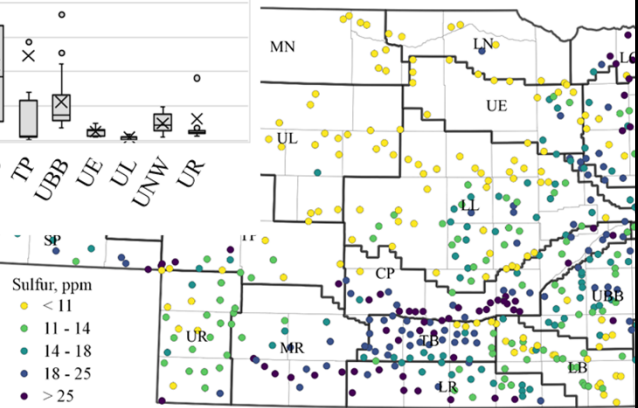 TP UBB UE UL UNW UR
MN
LN
UE
UL
LL
SP
CP
UBB
UR
MR
TB
LB
LR
Sulfur, ppm
< 11
11 - 14
14 - 18
18 - 25
> 25